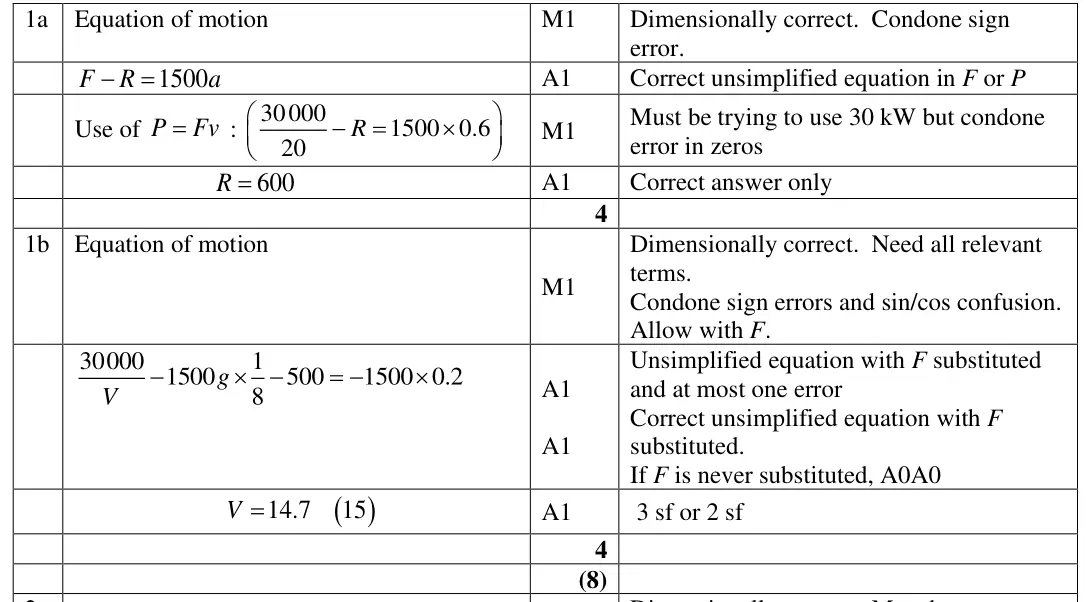 1a Equation of motion M1 Dimensionally correct. Condone sign
error.
F − R = 1500a A1 Correct unsimplified equation in F or P
Use of P = Fv : (30000/20 − R = 1500 × 0.6) M1 Must be trying to use 30 kW but condone
error in zeros
R = 600 A1 Correct answer only
4
1b Equation of motion M1 Dimensionally correct. Need all relevant
terms.
Condone sign errors and sin/cos confusion.
Allow with F.
30000/V − 1500g × 1/8 − 500 = −1500 × 0.2 A1 Unsimplified equation with F substituted
and at most one error
A1 Correct unsimplified equation with F
substituted.
If F is never substituted, A0A0
V = 14.7 (15) A1 3 sf or 2 sf
4
(8)